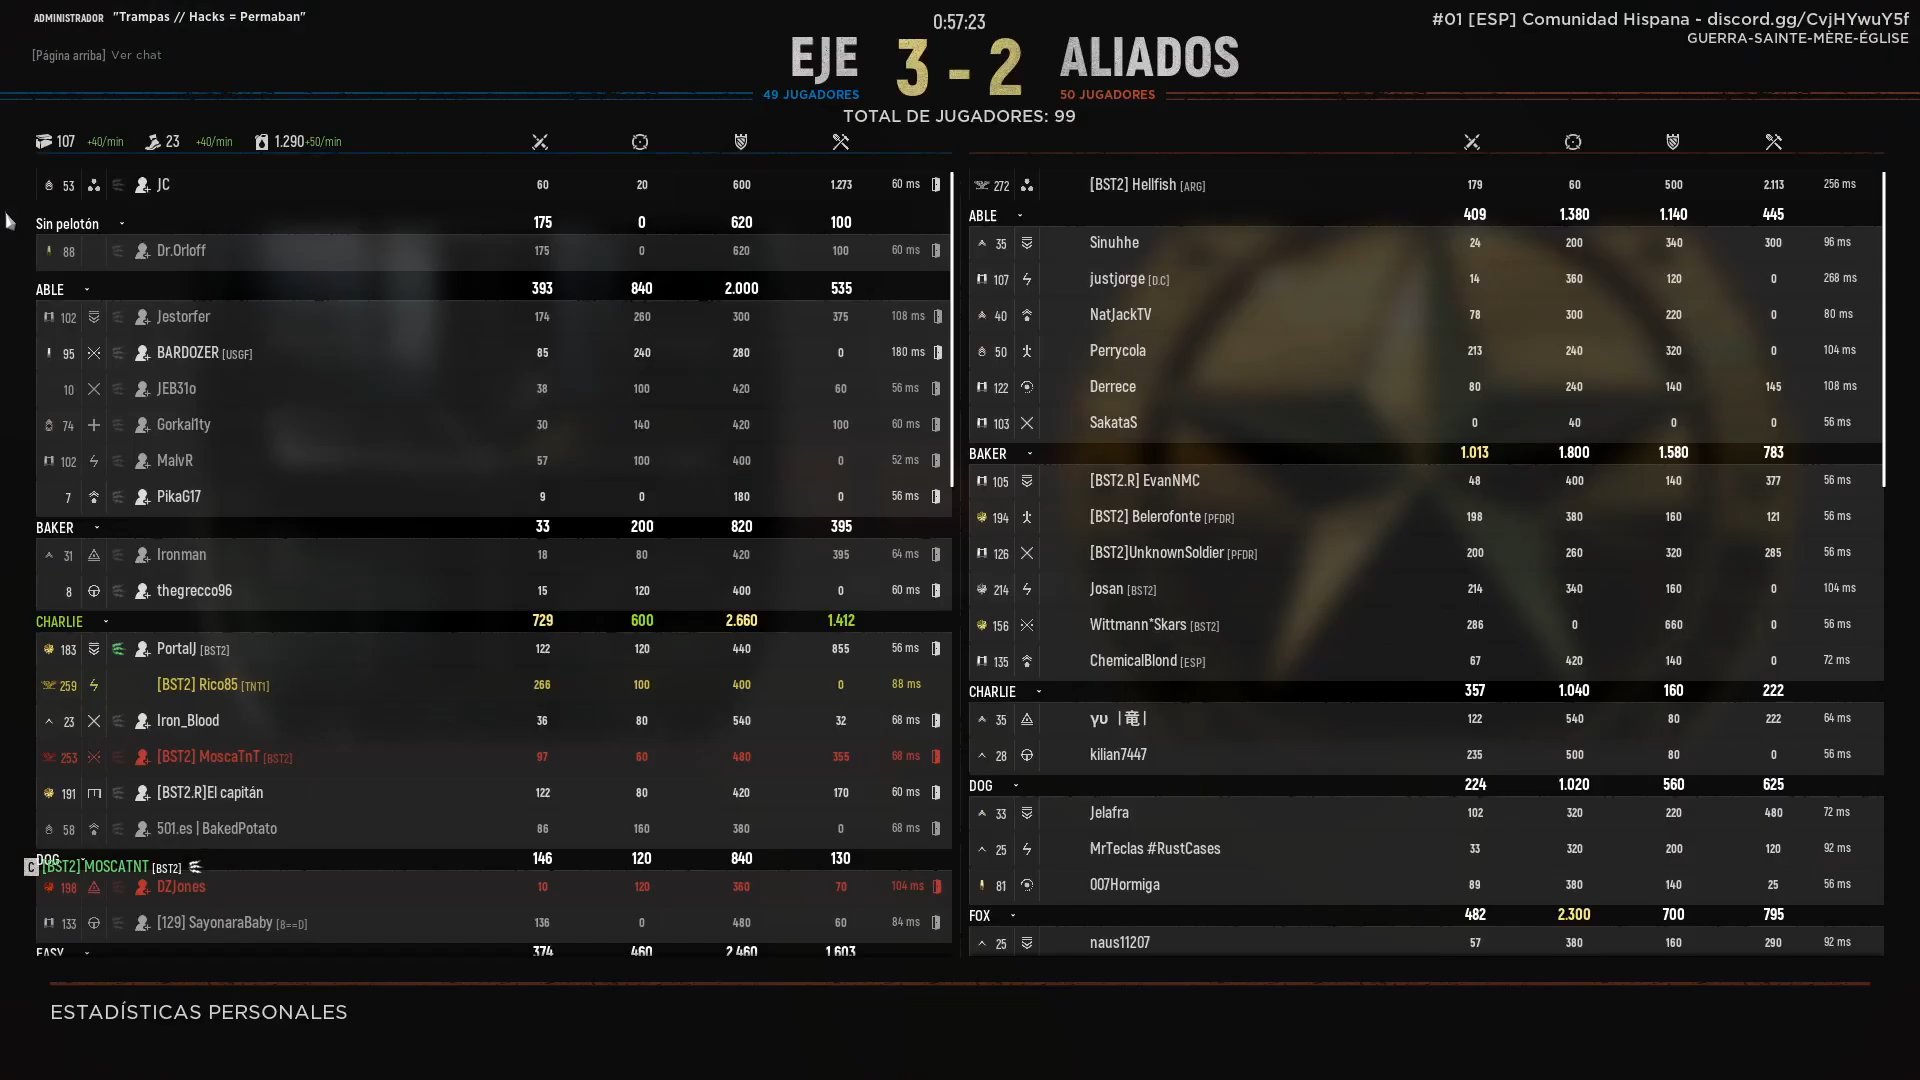 ADMINISTRADOR "Trampas // Hacks = Permaban"
[Página arriba] Ver chat
0:57:23
EJE 3 - 2 ALIADOS
49 JUGADORES 50 JUGADORES
TOTAL DE JUGADORES: 99
#01 [ESP] Comunidad Hispana - discord.gg/CvjHYwuY5f
GUERRA-SAINTE-MÈRE-ÉGLISE
107 +40/min 23 +40/min 1.290 +50/min
53 JC 60 20 600 1.273 60 ms
Sin pelotón 175 0 620 100
88 Dr.Orloff 175 0 620 100 60 ms
ABLE 393 840 2.000 535
102 Jestorfer 174 260 300 375 108 ms
95 BARDOZER [USGF] 85 240 280 0 180 ms
10 JEB31o 38 100 420 60 56 ms
74 Gorkal1ty 30 140 420 100 60 ms
102 MalvR 57 100 400 0 52 ms
7 PikaG17 9 0 180 0 56 ms
BAKER 33 200 820 395
31 Ironman 18 80 420 395 64 ms
8 thegrecco96 15 120 400 0 60 ms
CHARLIE 729 600 2.660 1.412
183 PortalJ [BST2] 122 120 440 855 56 ms
259 [BST2] Rico85 [TNT1] 266 100 400 0 88 ms
23 Iron_Blood 36 80 540 32 68 ms
253 [BST2] MoscaTnT [BST2] 97 60 480 355 68 ms
191 [BST2.R]El capitán 122 80 420 170 60 ms
58 501.es | BakedPotato 86 160 380 0 68 ms
DOG 146 120 840 130
C [BST2] MOSCATNT [BST2]
198 DZJones 10 120 360 70 104 ms
133 [129] SayonaraBaby [8==D] 136 0 480 60 84 ms
EASY 374 460 2.460 1.603
272 [BST2] Hellfish [ARG] 179 60 500 2.113 256 ms
ABLE 409 1.380 1.140 445
35 Sinuhhe 24 200 340 300 96 ms
107 justjorge [D.C] 14 360 120 0 268 ms
40 NatJackTV 78 300 220 0 80 ms
50 Perrycola 213 240 320 0 104 ms
122 Derrece 80 240 140 145 108 ms
103 SakataS 0 40 0 0 56 ms
BAKER 1.013 1.800 1.580 783
105 [BST2.R] EvanNMC 48 400 140 377 56 ms
194 [BST2] Belerofonte [PFDR] 198 380 160 121 56 ms
126 [BST2]UnknownSoldier [PFDR] 200 260 320 285 56 ms
214 Josan [BST2] 214 340 160 0 104 ms
156 Wittmann*Skars [BST2] 286 0 660 0 56 ms
135 ChemicalBlond [ESP] 67 420 140 0 72 ms
CHARLIE 357 1.040 160 222
35 γυ |竜| 122 540 80 222 64 ms
28 kilian7447 235 500 80 0 56 ms
DOG 224 1.020 560 625
33 Jelafra 102 320 220 480 72 ms
25 MrTeclas #RustCases 33 320 200 120 92 ms
81 007Hormiga 89 380 140 25 56 ms
FOX 482 2.300 700 795
25 naus11207 57 380 160 290 92 ms
ESTADÍSTICAS PERSONALES